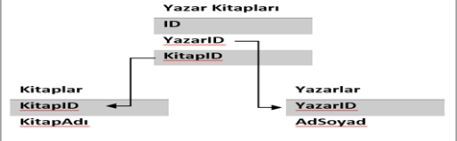 Yazar Kitapları
ID
YazarID
KitapID
Kitaplar
KitapID
KitapAdı
Yazarlar
YazarID
AdSoyad